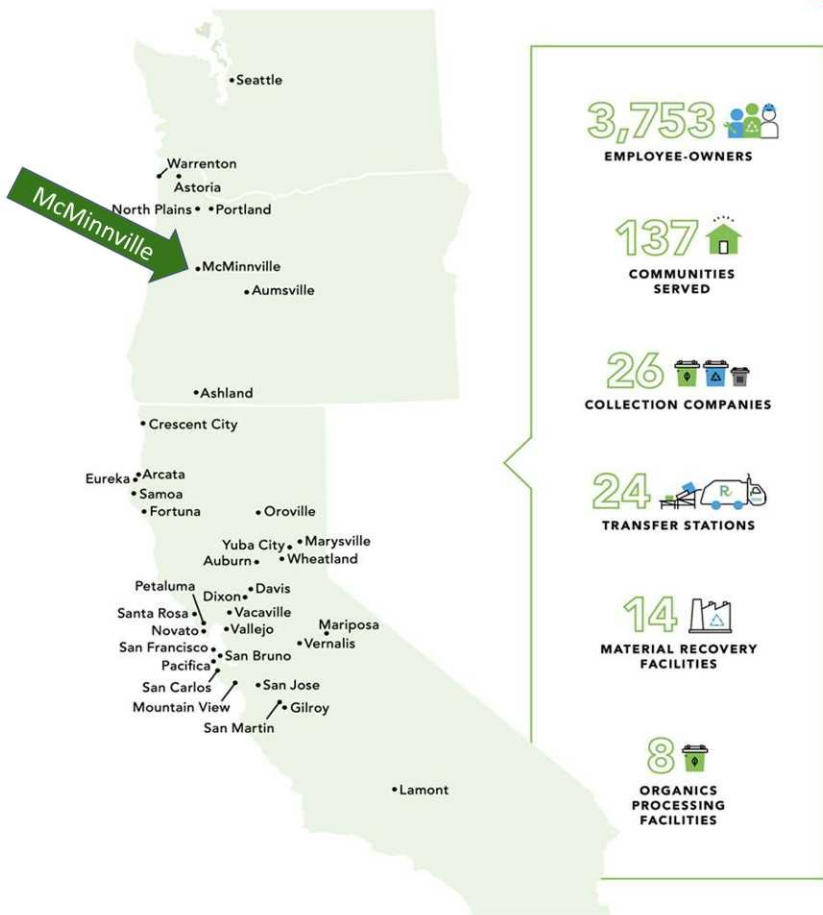 Seattle
Warrenton
Astoria
North Plains
Portland
McMinnville
McMinnville
Aumsville
Ashland
Crescent City
Arcata
Eureka
Samoa
Fortuna
Oroville
Marysville
Yuba City
Wheatland
Auburn
Petaluma
Davis
Dixon
Santa Rosa
Vacaville
Mariposa
Novato
Vallejo
Vernalis
San Francisco
San Bruno
Pacifica
San Carlos
San Jose
Mountain View
Gilroy
San Martin
Lamont
3,753
EMPLOYEE-OWNERS
137
COMMUNITIES
SERVED
26
COLLECTION COMPANIES
24
R
TRANSFER STATIONS
14
MATERIAL RECOVERY
FACILITIES
8
ORGANICS
PROCESSING
FACILITIES